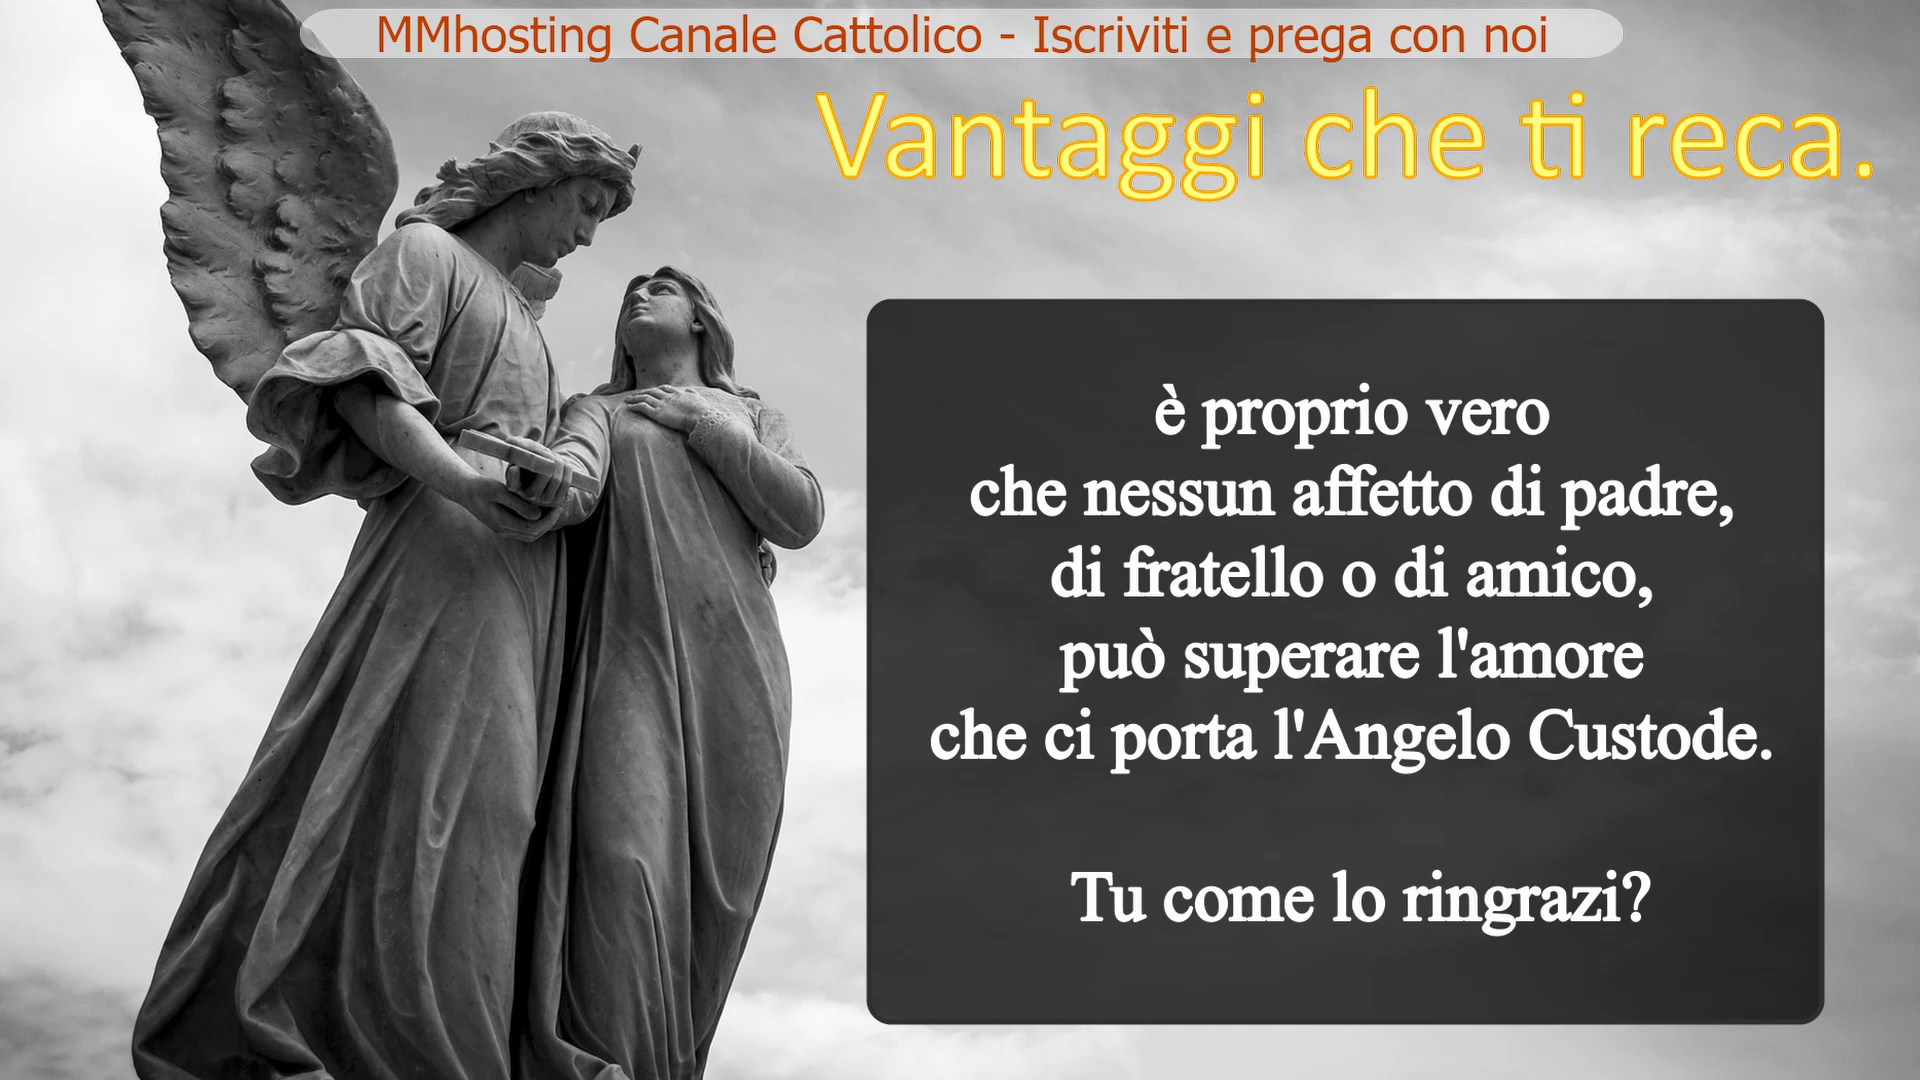 MMhosting Canale Cattolico - Iscriviti e prega con noi
Vantaggi che ti reca.
è proprio vero
che nessun affetto di padre,
di fratello o di amico,
può superare l'amore
che ci porta l'Angelo Custode.
Tu come lo ringrazi?